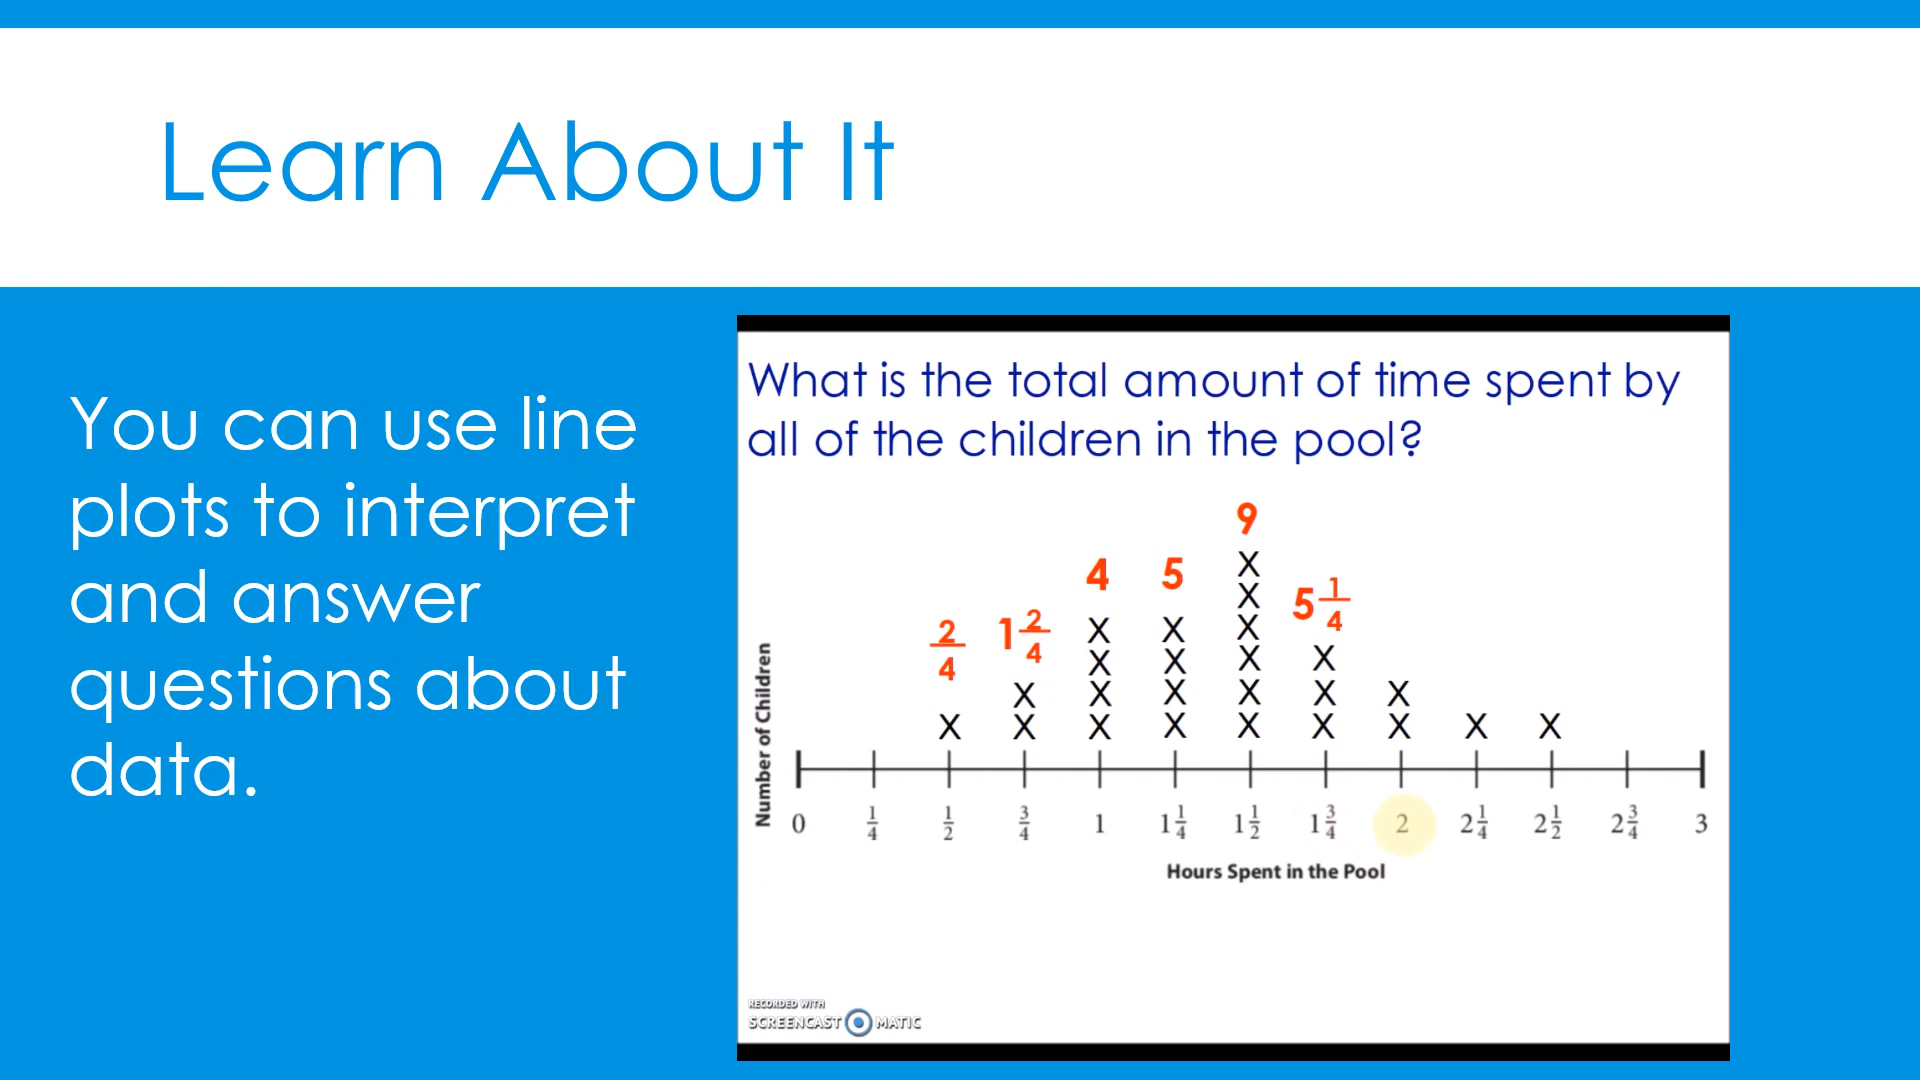 Learn About It
You can use line
plots to interpret
and answer
questions about
data.
What is the total amount of time spent by
all of the children in the pool?
9
4 5
5 1/4
2/4 1 2/4
X
X
X X X
X X X X
X X X X X X
X X X X X X X X X
Number of Children
0 1/4 1/2 3/4 1 1 1/4 1 1/2 1 3/4 2 2 1/4 2 1/2 2 3/4 3
Hours Spent in the Pool
RECORDED WITH
SCREENCAST MATIC